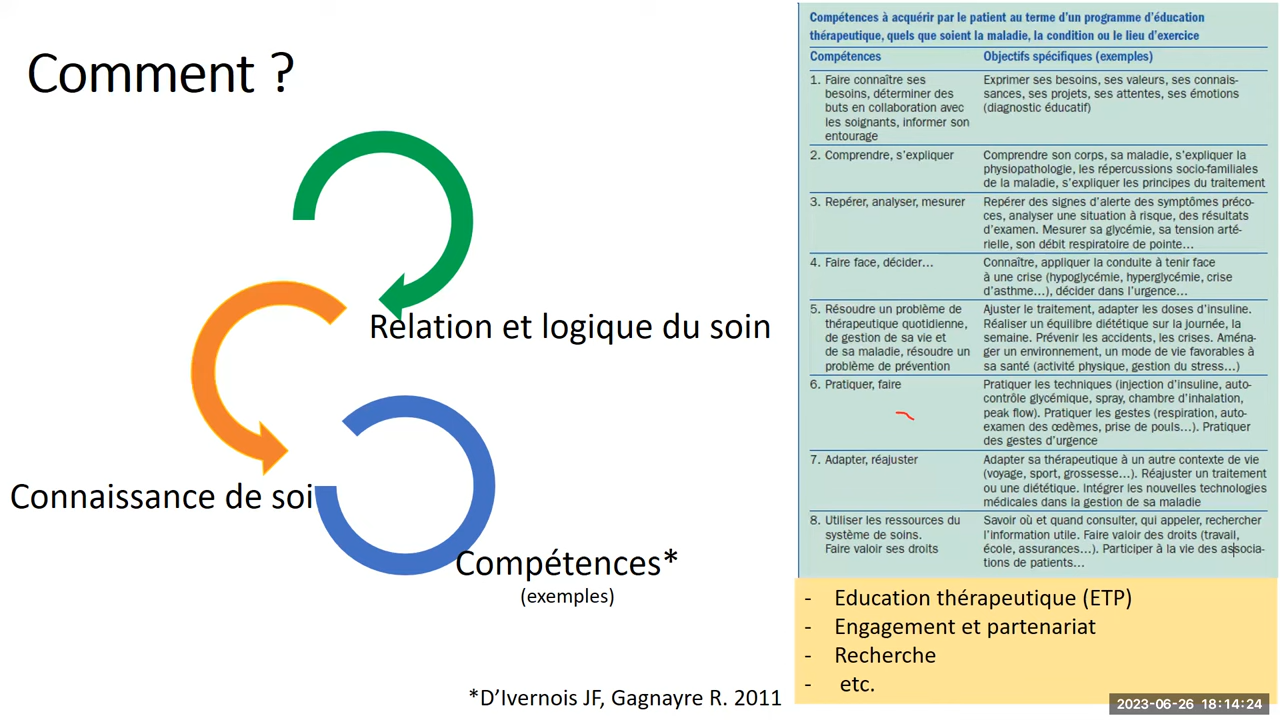 Comment ?
Relation et logique du soin
Connaissance de soi
Compétences*
(exemples)
*D'Ivernois JF, Gagnayre R. 2011
Compétences à acquérir par le patient au terme d'un programme d'éducation
thérapeutique, quels que soient la maladie, la condition ou le lieu d'exercice
Compétences
Objectifs spécifiques (exemples)
1. Faire connaître ses
besoins, déterminer des
buts en collaboration avec
les soignants, informer son
entourage
Exprimer ses besoins, ses valeurs, ses connais-
sances, ses projets, ses attentes, ses émotions
(diagnostic éducatif)
2. Comprendre, s'expliquer
Comprendre son corps, sa maladie, s'expliquer la
physiopathologie, les répercussions socio-familiales
de la maladie, s'expliquer les principes du traitement
3. Repérer, analyser, mesurer
Repérer des signes d'alerte des symptômes préco-
ces, analyser une situation à risque, des résultats
d'examen. Mesurer sa glycémie, sa tension arté-
rielle, son débit respiratoire de pointe…
4. Faire face, décider…
Connaître, appliquer la conduite à tenir face
à une crise (hypoglycémie, hyperglycémie, crise
d'asthme…), décider dans l'urgence…
5. Résoudre un problème de
thérapeutique quotidienne,
de gestion de sa vie et
de sa maladie, résoudre un
problème de prévention
Ajuster le traitement, adapter les doses d'insuline.
Réaliser un équilibre diététique sur la journée, la
semaine. Prévenir les accidents, les crises. Aména-
ger un environnement, un mode de vie favorables à
sa santé (activité physique, gestion du stress…)
6. Pratiquer, faire
Pratiquer les techniques (injection d'insuline, auto-
contrôle glycémique, spray, chambre d'inhalation,
peak flow). Pratiquer les gestes (respiration, auto-
examen des œdèmes, prise de pouls…). Pratiquer
des gestes d'urgence
7. Adapter, réajuster
Adapter sa thérapeutique à un autre contexte de vie
(voyage, sport, grossesse…). Réajuster un traitement
ou une diététique. Intégrer les nouvelles technologies
médicales dans la gestion de sa maladie
8. Utiliser les ressources du
système de soins.
Faire valoir ses droits
Savoir où et quand consulter, qui appeler, rechercher
l'information utile. Faire valoir des droits (travail,
école, assurances…). Participer à la vie des associa-
tions de patients…
- Education thérapeutique (ETP)
- Engagement et partenariat
- Recherche
- etc.
2023-06-26 18:14:24